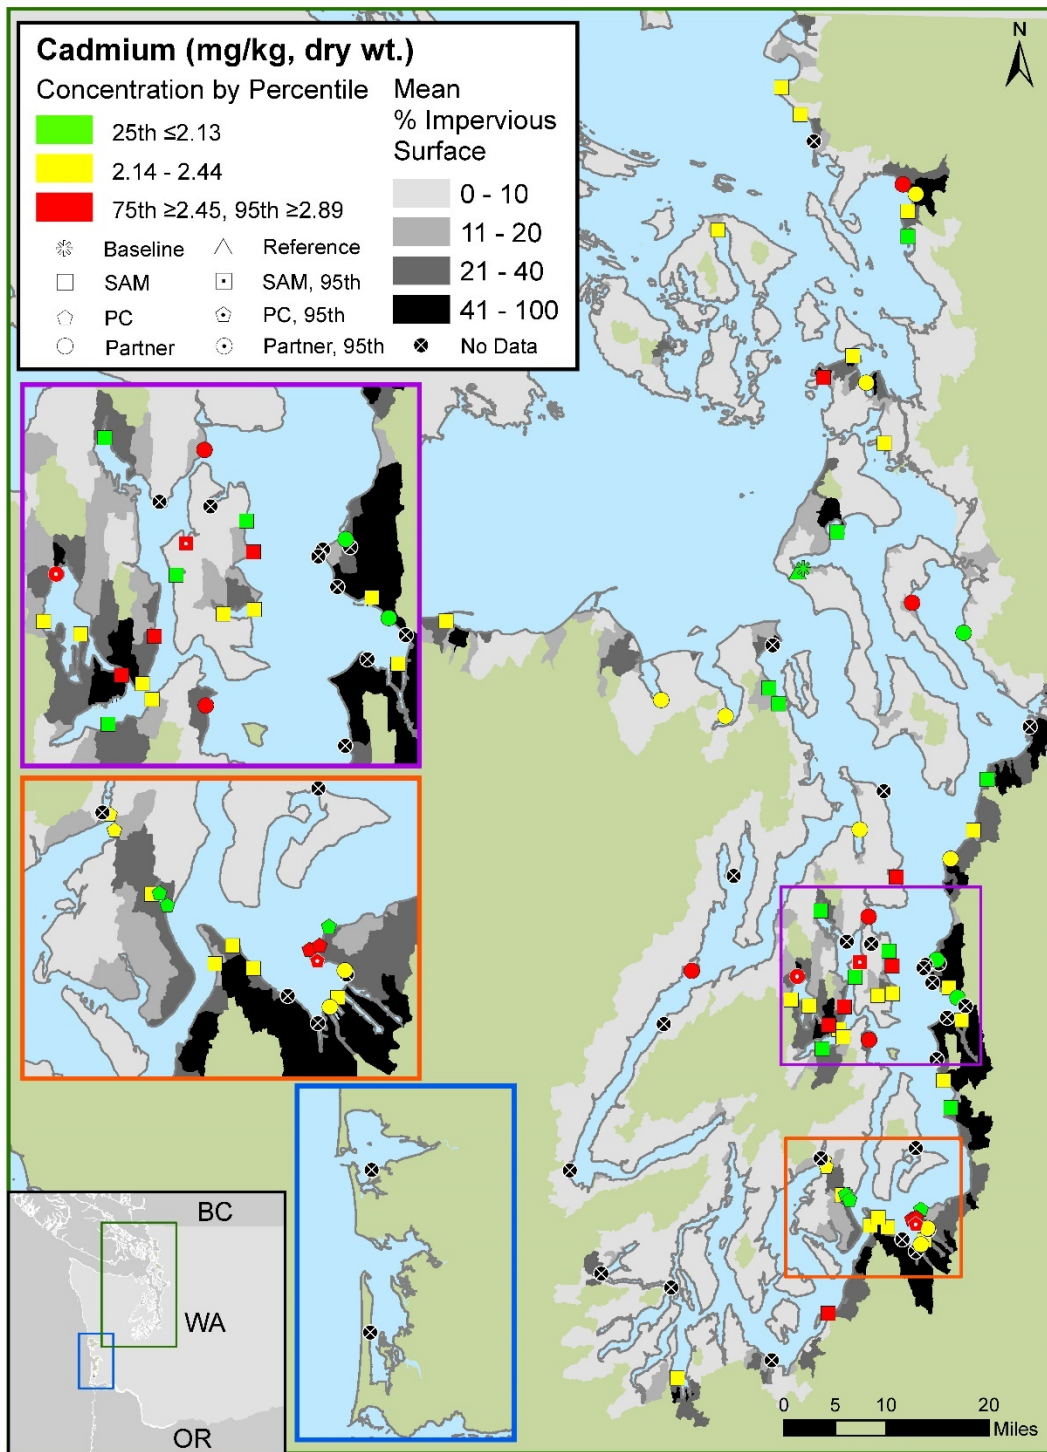 Cadmium (mg/kg, dry wt.)
Concentration by Percentile
25th ≤2.13
2.14 - 2.44
75th ≥2.45, 95th ≥2.89
Baseline
Reference
SAM
SAM, 95th
PC
PC, 95th
Partner
Partner, 95th
No Data
Mean
% Impervious
Surface
0 - 10
11 - 20
21 - 40
41 - 100
N
BC
WA
OR
0 5 10 20
Miles